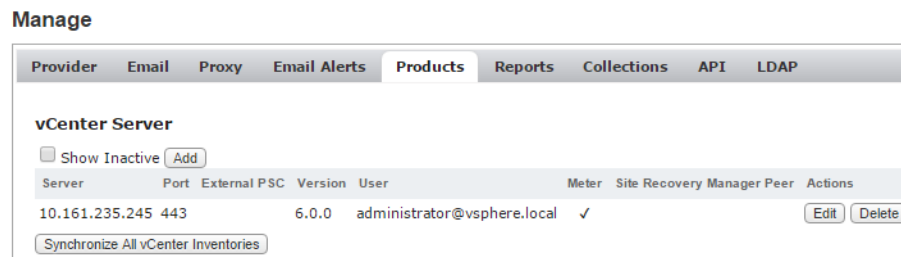 Manage
Provider Email Proxy Email Alerts Products Reports Collections API LDAP
vCenter Server
Show Inactive Add
Server Port External PSC Version User Meter Site Recovery Manager Peer Actions
10.161.235.245 443 6.0.0 administrator@vsphere.local ✓ Edit Delete
Synchronize All vCenter Inventories